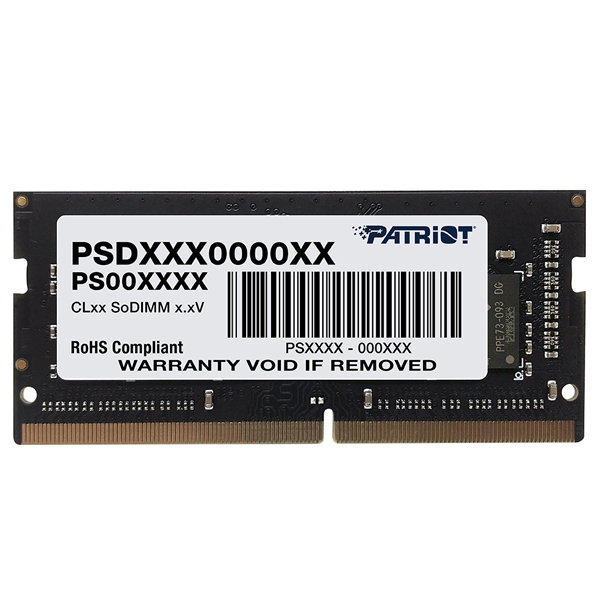 PATRIOT
PSDXXX0000XX
PS00XXXX
CLxx SoDIMM x.xV
RoHS Compliant
PSXXXX - 000XXX
WARRANTY VOID IF REMOVED
PPE73-093 DG